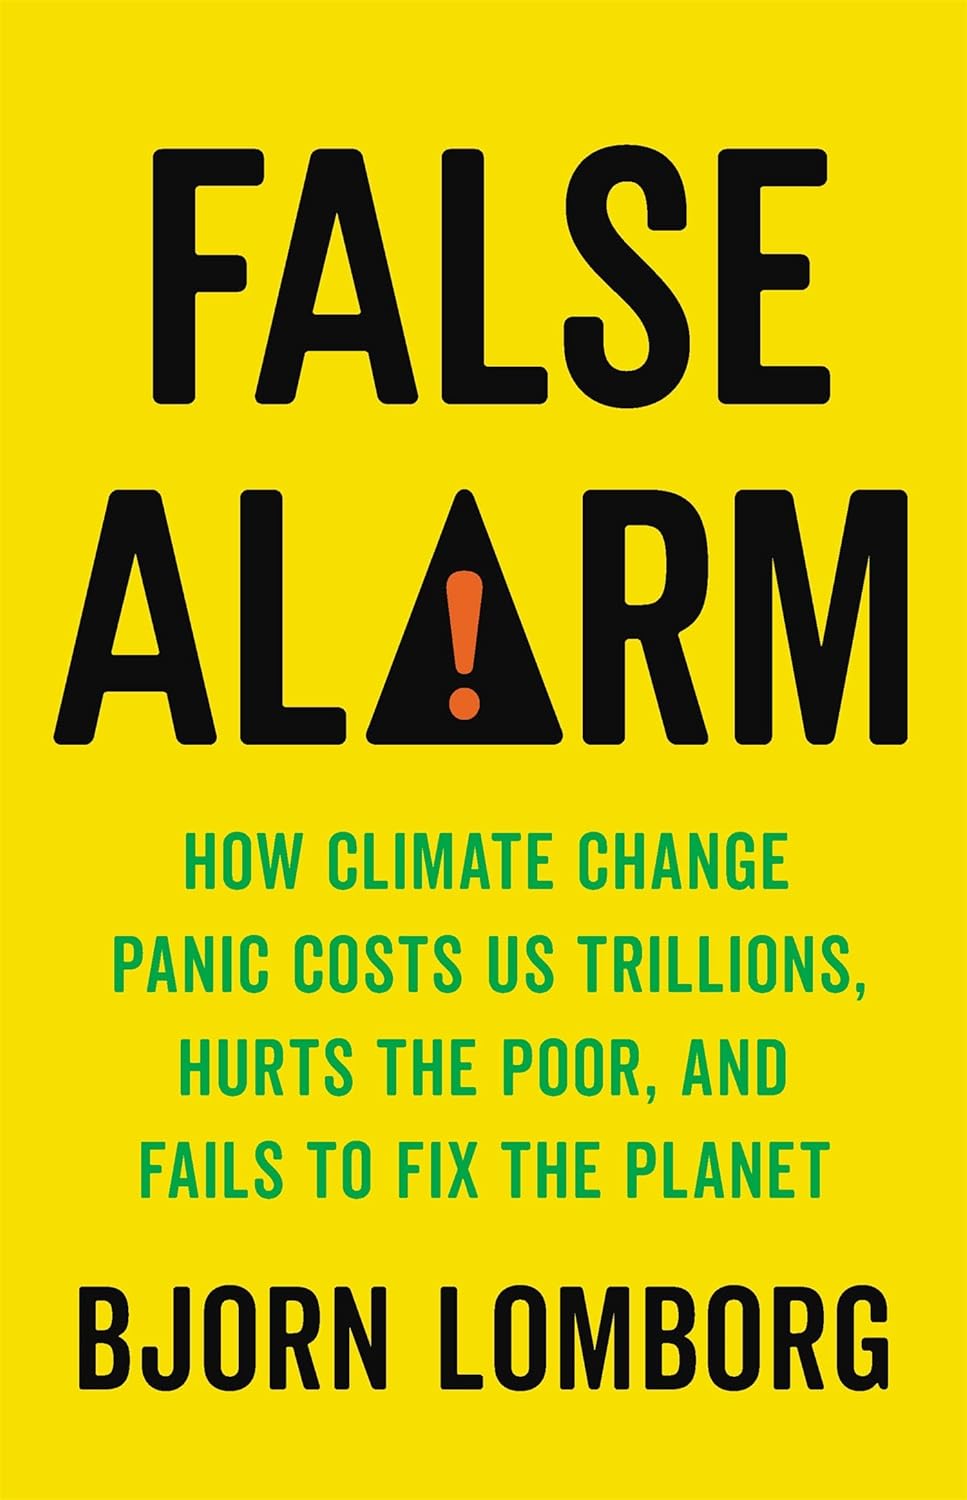 FALSE
ALARM
HOW CLIMATE CHANGE
PANIC COSTS US TRILLIONS,
HURTS THE POOR, AND
FAILS TO FIX THE PLANET
BJORN LOMBORG